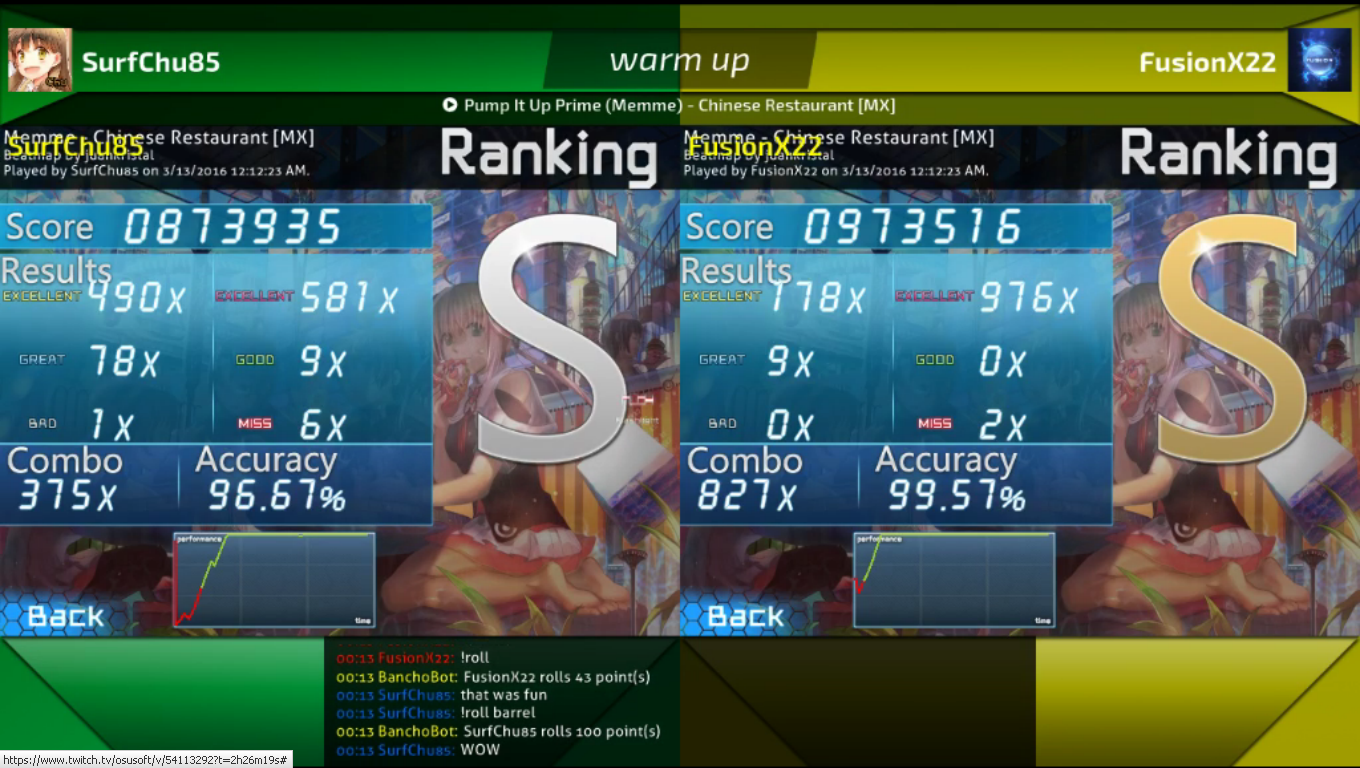 SurfChu85
warm up
FusionX22
Pump It Up Prime (Memme) - Chinese Restaurant [MX]
Memme - Chinese Restaurant [MX]
SurfChu85
Beatmap by juankristal
Played by SurfChu85 on 3/13/2016 12:12:23 AM.
Ranking
Score 0873935
Results
EXCELLENT 490x EXCELLENT 581x
GREAT 78x GOOD 9x
BAD 1x MISS 6x
Combo Accuracy
375x 96.67%
performance
time
Back
Memme - Chinese Restaurant [MX]
FusionX22
Beatmap by juankristal
Played by FusionX22 on 3/13/2016 12:12:23 AM.
Ranking
Score 0973516
Results
EXCELLENT 178x EXCELLENT 976x
GREAT 9x GOOD 0x
BAD 0x MISS 2x
Combo Accuracy
827x 99.57%
performance
time
Back
S
S
00:13 FusionX22: !roll
00:13 BanchoBot: FusionX22 rolls 43 point(s)
00:13 SurfChu85: that was fun
00:13 SurfChu85: !roll barrel
00:13 BanchoBot: SurfChu85 rolls 100 point(s)
00:13 SurfChu85: WOW
https://www.twitch.tv/osusoft/v/54113292?t=2h26m19s#